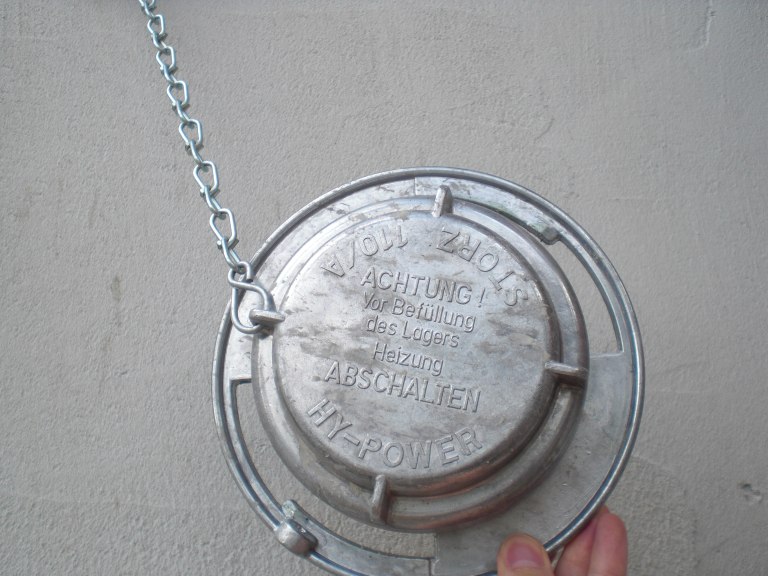 STORZ 110/A
ACHTUNG!
Vor Befüllung
des Lagers
Heizung
ABSCHALTEN
HY-POWER